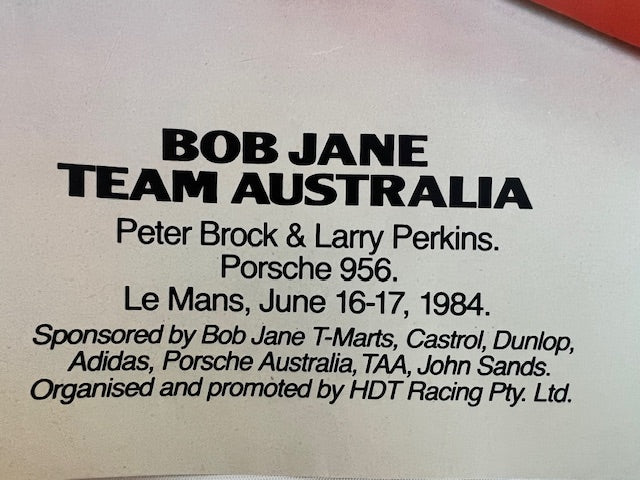 BOB JANE
TEAM AUSTRALIA
Peter Brock & Larry Perkins.
Porsche 956.
Le Mans, June 16-17, 1984.
Sponsored by Bob Jane T-Marts, Castrol, Dunlop,
Adidas, Porsche Australia, TAA, John Sands.
Organised and promoted by HDT Racing Pty. Ltd.